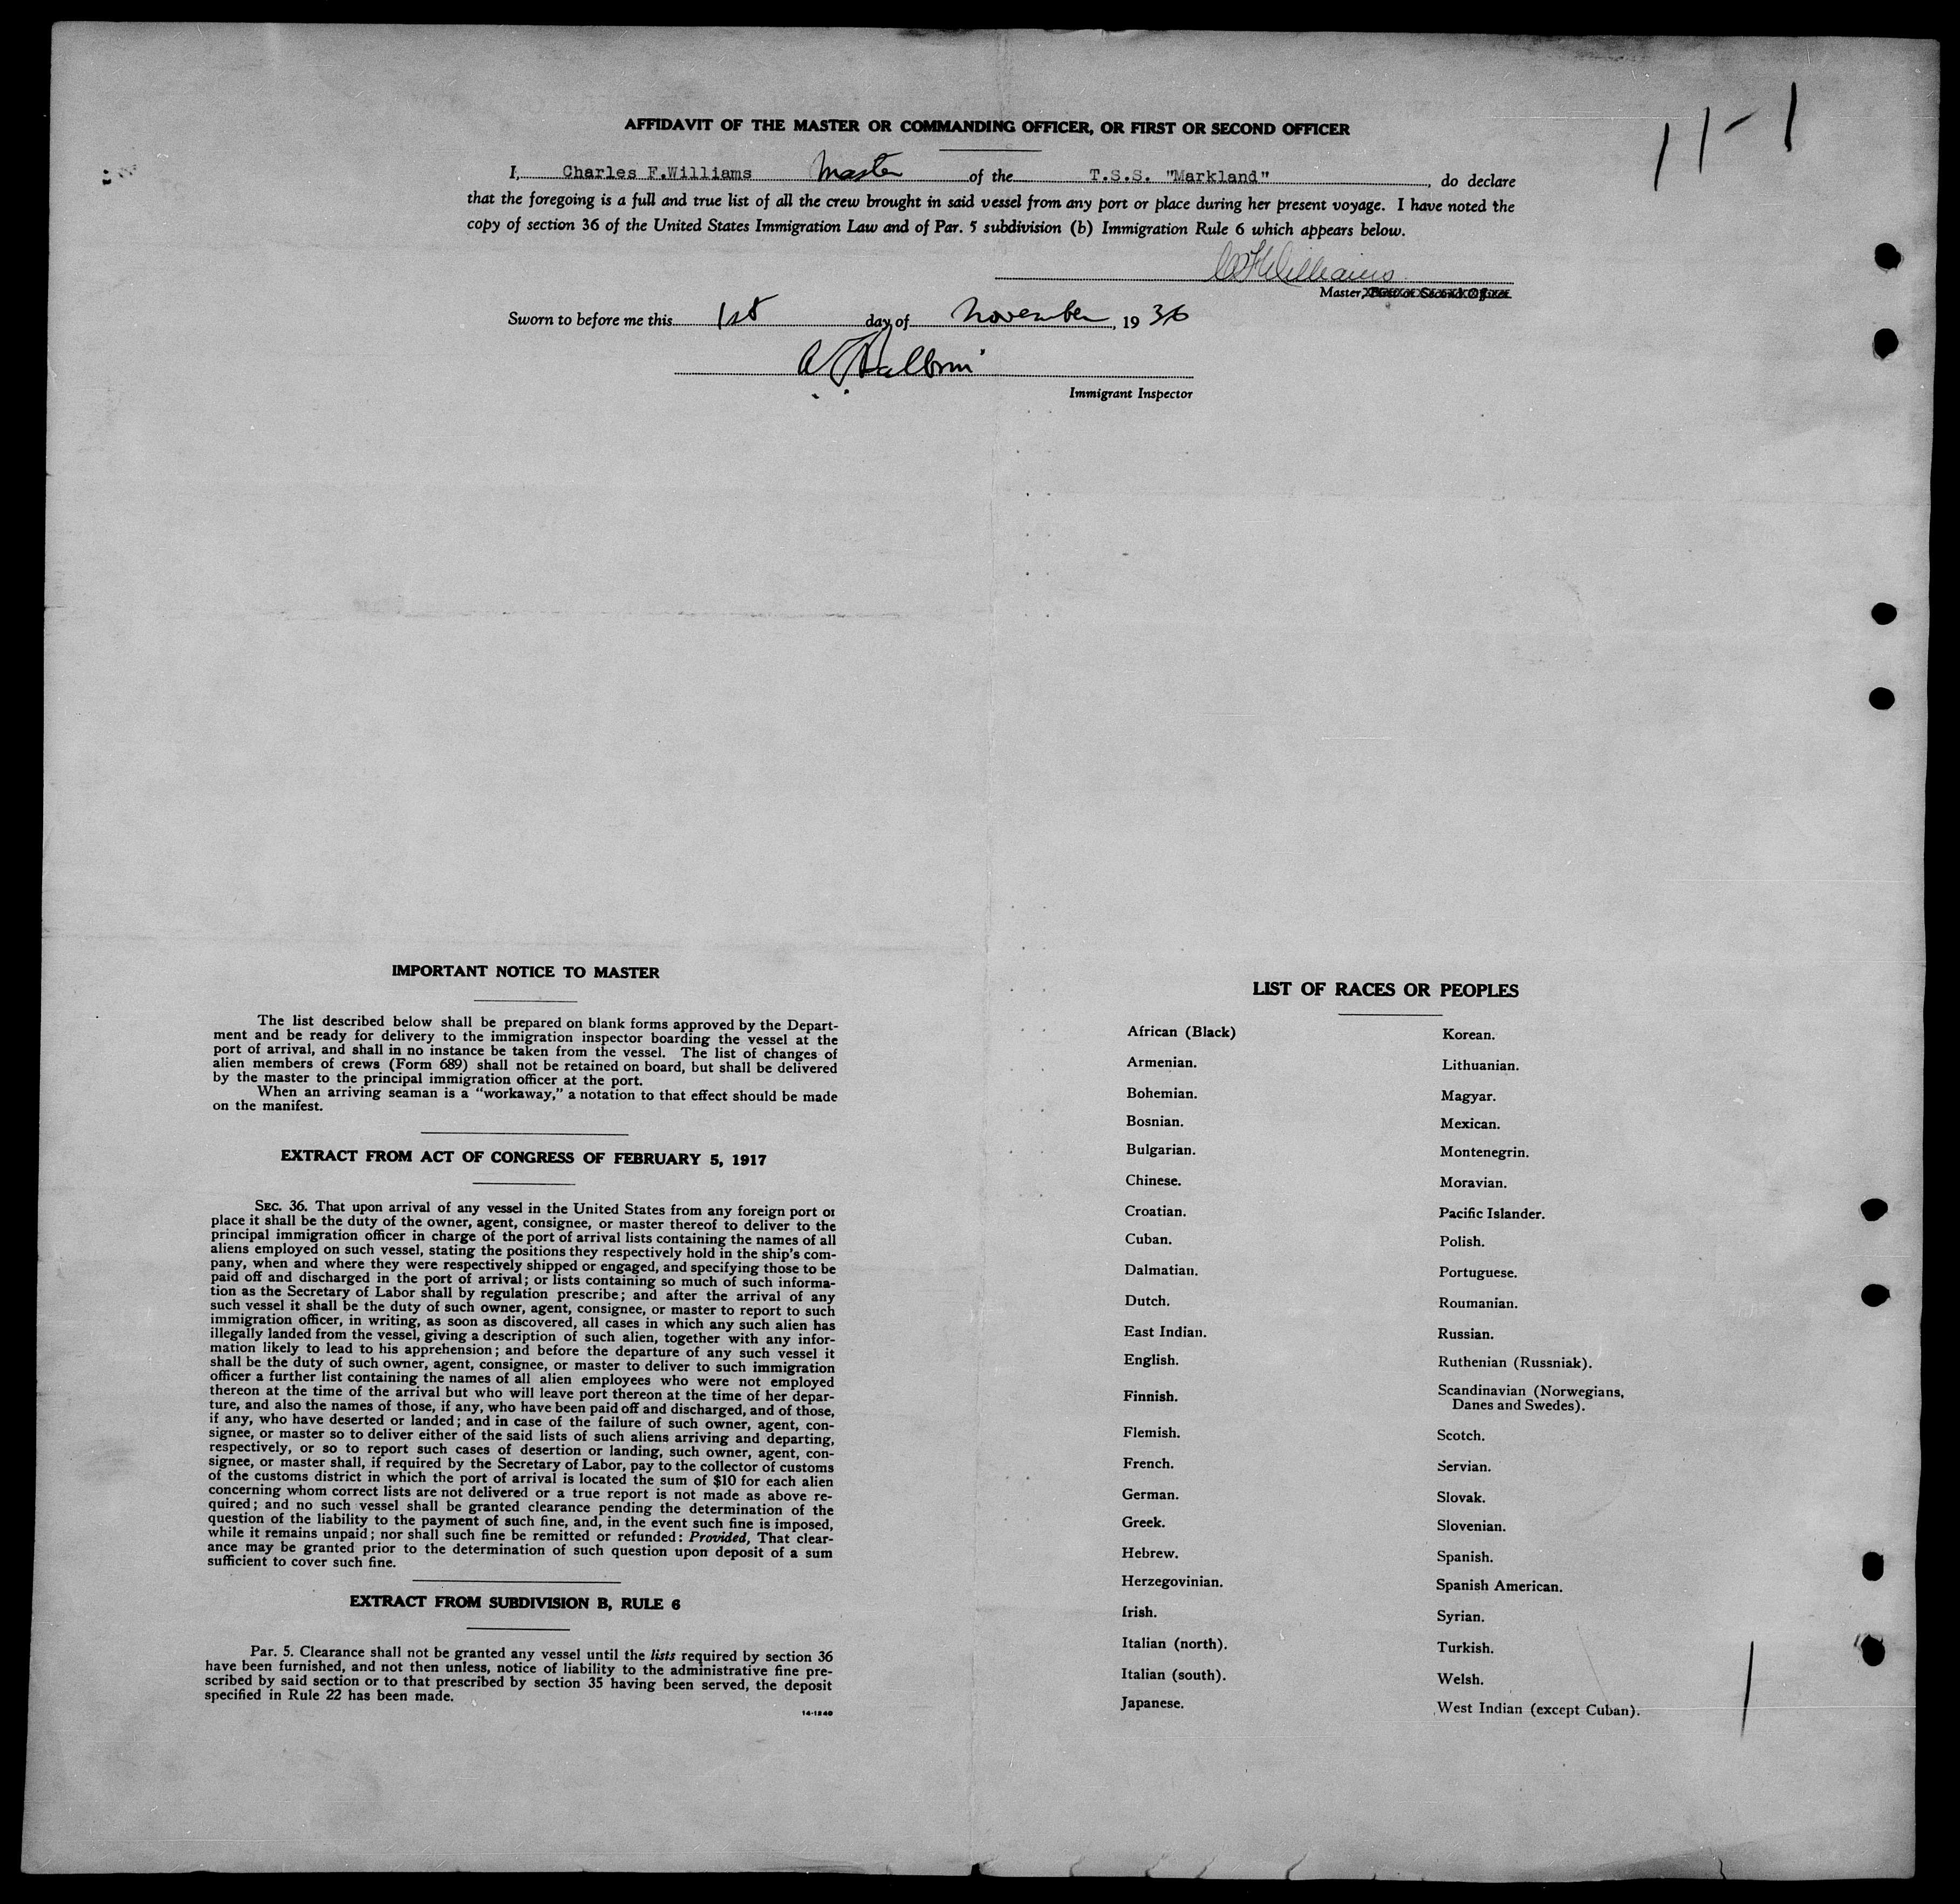 11-1
AFFIDAVIT OF THE MASTER OR COMMANDING OFFICER, OR FIRST OR SECOND OFFICER
I, Charles F.Williams Master of the T.S.S. "Markland", do declare
that the foregoing is a full and true list of all the crew brought in said vessel from any port or place during her present voyage. I have noted the
copy of section 36 of the United States Immigration Law and of Par. 5 subdivision (b) Immigration Rule 6 which appears below.
CFWilliams
Master, First or Second Officer.
Sworn to before me this 1st day of November, 1936
Immigrant Inspector
IMPORTANT NOTICE TO MASTER
The list described below shall be prepared on blank forms approved by the Depart-
ment and be ready for delivery to the immigration inspector boarding the vessel at the
port of arrival, and shall in no instance be taken from the vessel. The list of changes of
alien members of crews (Form 689) shall not be retained on board, but shall be delivered
by the master to the principal immigration officer at the port.
When an arriving seaman is a "workaway," a notation to that effect should be made
on the manifest.
EXTRACT FROM ACT OF CONGRESS OF FEBRUARY 5, 1917
SEC. 36. That upon arrival of any vessel in the United States from any foreign port or
place it shall be the duty of the owner, agent, consignee, or master thereof to deliver to the
principal immigration officer in charge of the port of arrival lists containing the names of all
aliens employed on such vessel, stating the positions they respectively hold in the ship's com-
pany, when and where they were respectively shipped or engaged, and specifying those to be
paid off and discharged in the port of arrival; or lists containing so much of such informa-
tion as the Secretary of Labor shall by regulation prescribe; and after the arrival of any
such vessel it shall be the duty of such owner, agent, consignee, or master to report to such
immigration officer, in writing, as soon as discovered, all cases in which any such alien has
illegally landed from the vessel, giving a description of such alien, together with any infor-
mation likely to lead to his apprehension; and before the departure of any such vessel it
shall be the duty of such owner, agent, consignee, or master to deliver to such immigration
officer a further list containing the names of all alien employees who were not employed
thereon at the time of the arrival but who will leave port thereon at the time of her depar-
ture, and also the names of those, if any, who have been paid off and discharged, and of those,
if any, who have deserted or landed; and in case of the failure of such owner, agent, con-
signee, or master so to deliver either of the said lists of such aliens arriving and departing,
respectively, or so to report such cases of desertion or landing, such owner, agent, con-
signee, or master shall, if required by the Secretary of Labor, pay to the collector of customs
of the customs district in which the port of arrival is located the sum of $10 for each alien
concerning whom correct lists are not delivered or a true report is not made as above re-
quired; and no such vessel shall be granted clearance pending the determination of the
question of the liability to the payment of such fine, and, in the event such fine is imposed,
while it remains unpaid; nor shall such fine be remitted or refunded: Provided, That clear-
ance may be granted prior to the determination of such question upon deposit of a sum
sufficient to cover such fine.
EXTRACT FROM SUBDIVISION B, RULE 6
Par. 5. Clearance shall not be granted any vessel until the lists required by section 36
have been furnished, and not then unless, notice of liability to the administrative fine pre-
scribed by said section or to that prescribed by section 35 having been served, the deposit
specified in Rule 22 has been made.
14-1240
LIST OF RACES OR PEOPLES
African (Black)
Armenian.
Bohemian.
Bosnian.
Bulgarian.
Chinese.
Croatian.
Cuban.
Dalmatian.
Dutch.
East Indian.
English.
Finnish.
Flemish.
French.
German.
Greek.
Hebrew.
Herzegovinian.
Irish.
Italian (north).
Italian (south).
Japanese.
Korean.
Lithuanian.
Magyar.
Mexican.
Montenegrin.
Moravian.
Pacific Islander.
Polish.
Portuguese.
Roumanian.
Russian.
Ruthenian (Russniak).
Scandinavian (Norwegians,
Danes and Swedes).
Scotch.
Servian.
Slovak.
Slovenian.
Spanish.
Spanish American.
Syrian.
Turkish.
Welsh.
West Indian (except Cuban).